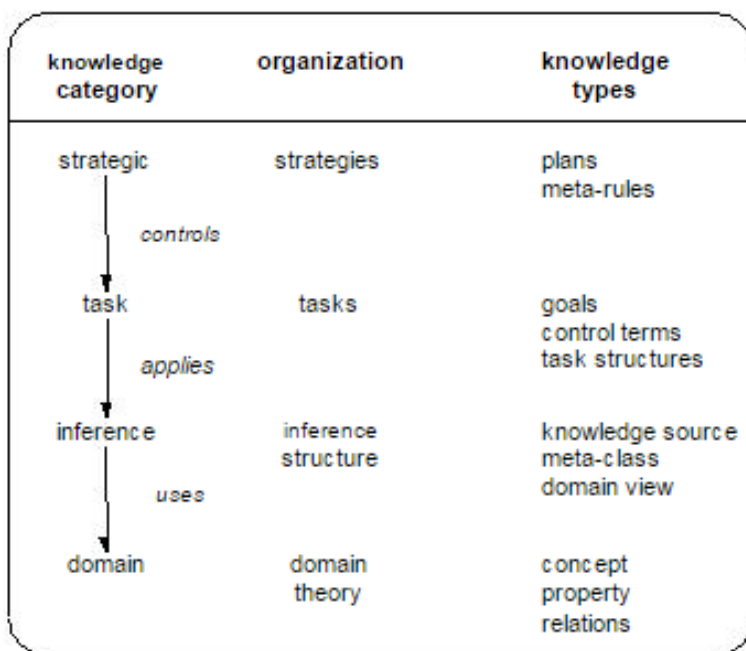 knowledge category organization knowledge types
strategic strategies plans
meta-rules
controls
task tasks goals
control terms
applies task structures
inference inference knowledge source
structure meta-class
uses domain view
domain domain concept
theory property
relations